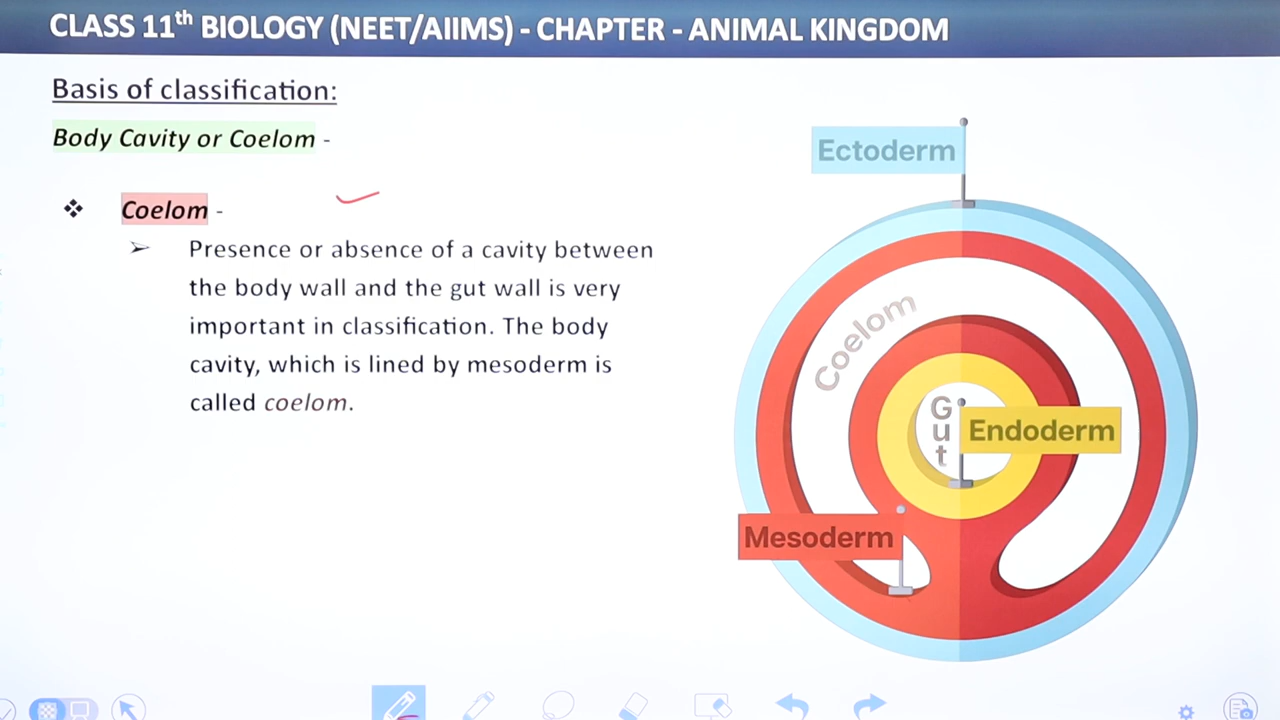 CLASS 11th BIOLOGY (NEET/AIIMS) - CHAPTER - ANIMAL KINGDOM
Basis of classification:
Body Cavity or Coelom -
❖ Coelom -
➢ Presence or absence of a cavity between
the body wall and the gut wall is very
important in classification. The body
cavity, which is lined by mesoderm is
called coelom.
Ectoderm
Coelom
Gut
Endoderm
Mesoderm